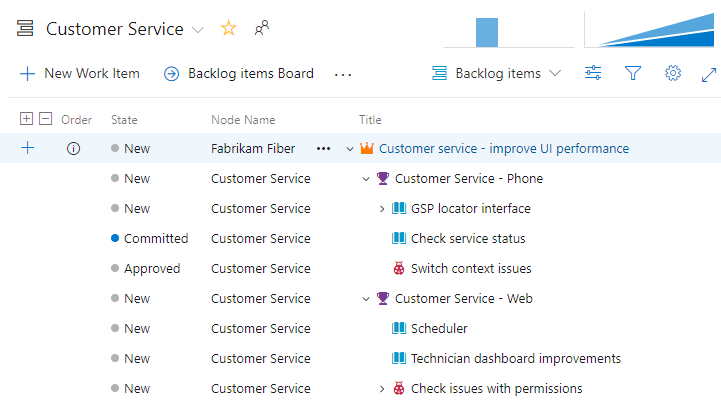 Customer Service
New Work Item Backlog items Board ... Backlog items
Order State Node Name Title
New Fabrikam Fiber ... Customer service - improve UI performance
New Customer Service Customer Service - Phone
New Customer Service GSP locator interface
Committed Customer Service Check service status
Approved Customer Service Switch context issues
New Customer Service Customer Service - Web
New Customer Service Scheduler
New Customer Service Technician dashboard improvements
New Customer Service Check issues with permissions